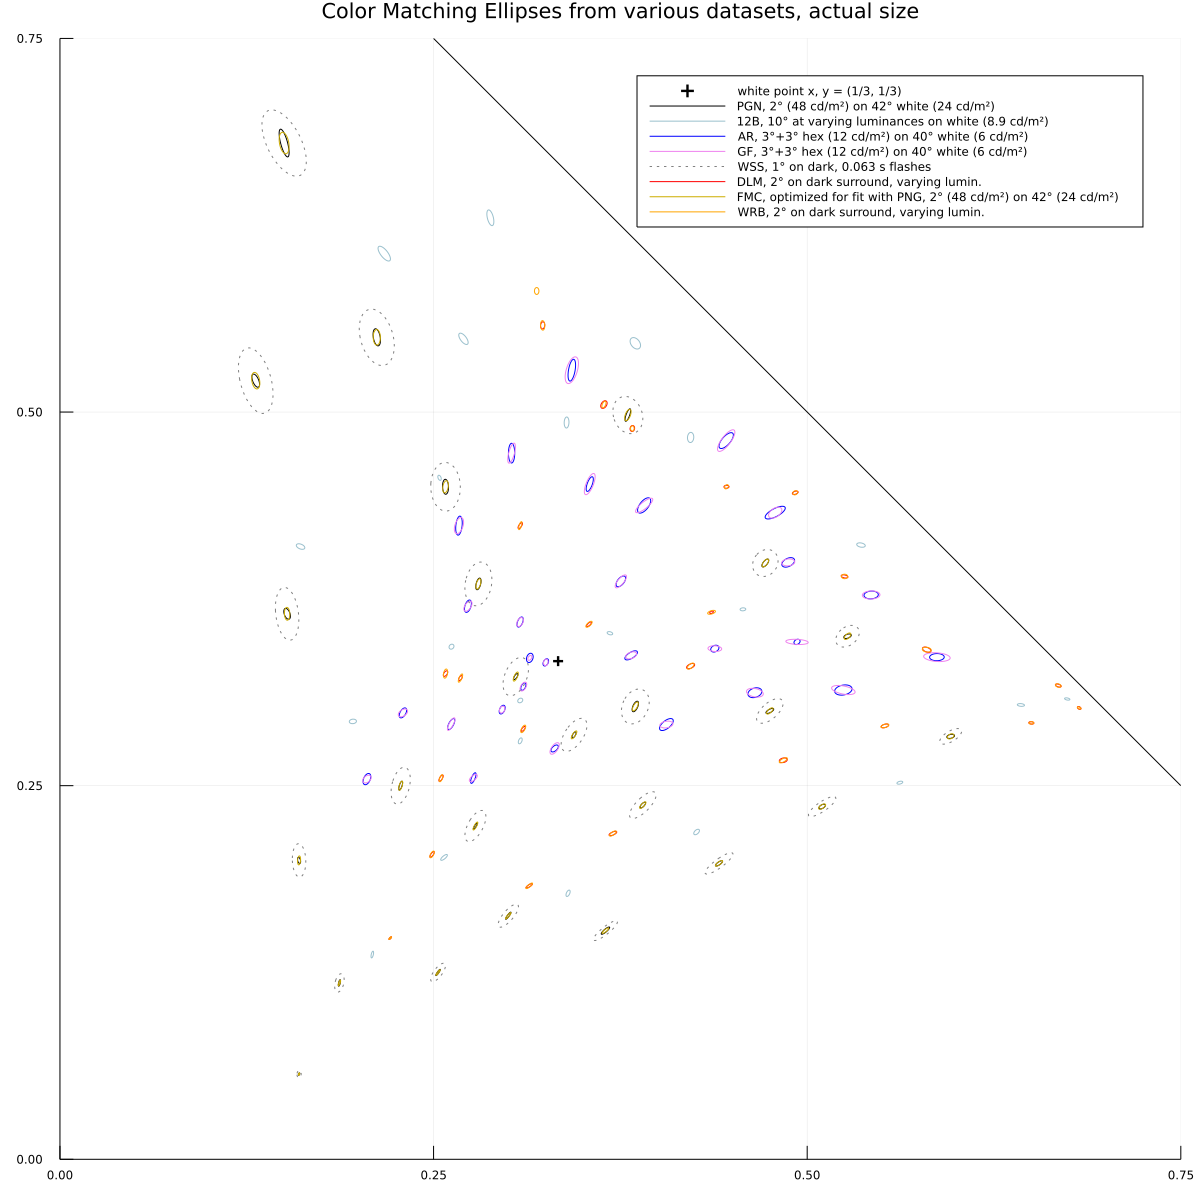 Color Matching Ellipses from various datasets, actual size
0.75
white point x, y = (1/3, 1/3)
PGN, 2° (48 cd/m²) on 42° white (24 cd/m²)
12B, 10° at varying luminances on white (8.9 cd/m²)
AR, 3°+3° hex (12 cd/m²) on 40° white (6 cd/m²)
GF, 3°+3° hex (12 cd/m²) on 40° white (6 cd/m²)
WSS, 1° on dark, 0.063 s flashes
DLM, 2° on dark surround, varying lumin.
FMC, optimized for fit with PNG, 2° (48 cd/m²) on 42° (24 cd/m²)
WRB, 2° on dark surround, varying lumin.
0.50
0.25
0.00
0.00 0.25 0.50 0.75